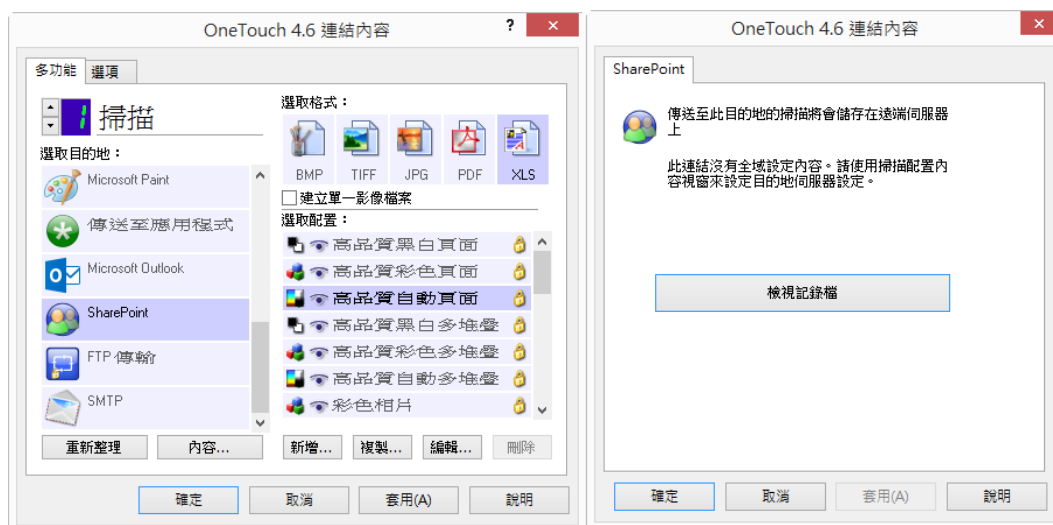 OneTouch 4.6 連結內容
?
×
多功能
選項
1 掃描
選取目的地：
Microsoft Paint
傳送至應用程式
Microsoft Outlook
SharePoint
FTP 傳輸
SMTP
重新整理
內容...
選取格式：
BMP TIFF JPG PDF XLS
建立單一影像檔案
選取配置：
高品質黑白頁面
高品質彩色頁面
高品質自動頁面
高品質黑白多堆疊
高品質彩色多堆疊
高品質自動多堆疊
彩色相片
新增... 複製... 編輯... 刪除
確定 取消 套用(A) 說明
OneTouch 4.6 連結內容
×
SharePoint
傳送至此目的地的掃描將會儲存在遠端伺服器
上
此連結沒有全域設定內容。請使用掃描配置內
容視窗來設定目的地伺服器設定。
檢視記錄檔
確定 取消 套用(A) 說明